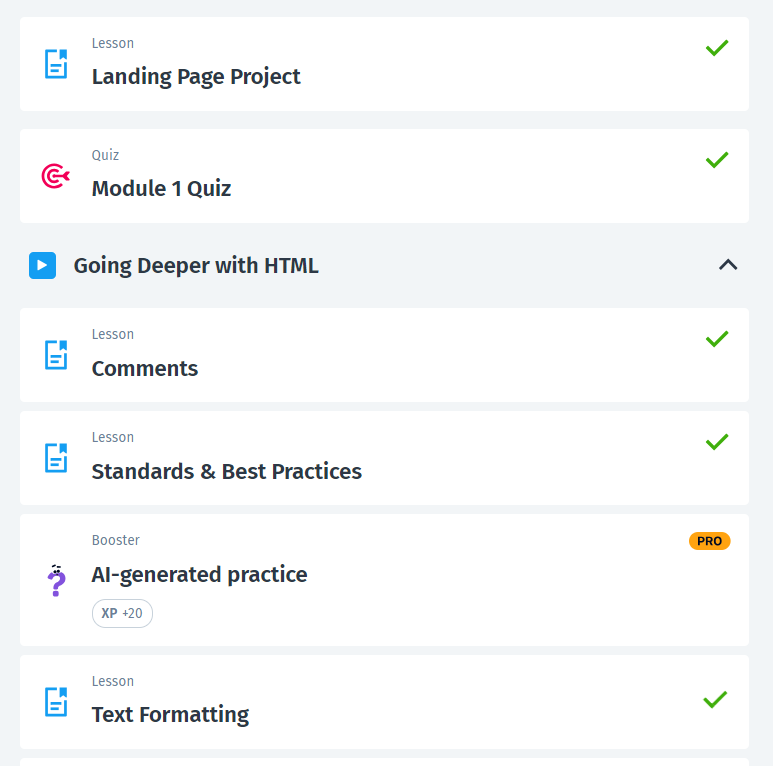 Lesson
Landing Page Project
Quiz
Module 1 Quiz
Going Deeper with HTML
Lesson
Comments
Lesson
Standards & Best Practices
Booster
PRO
AI-generated practice
XP +20
Lesson
Text Formatting